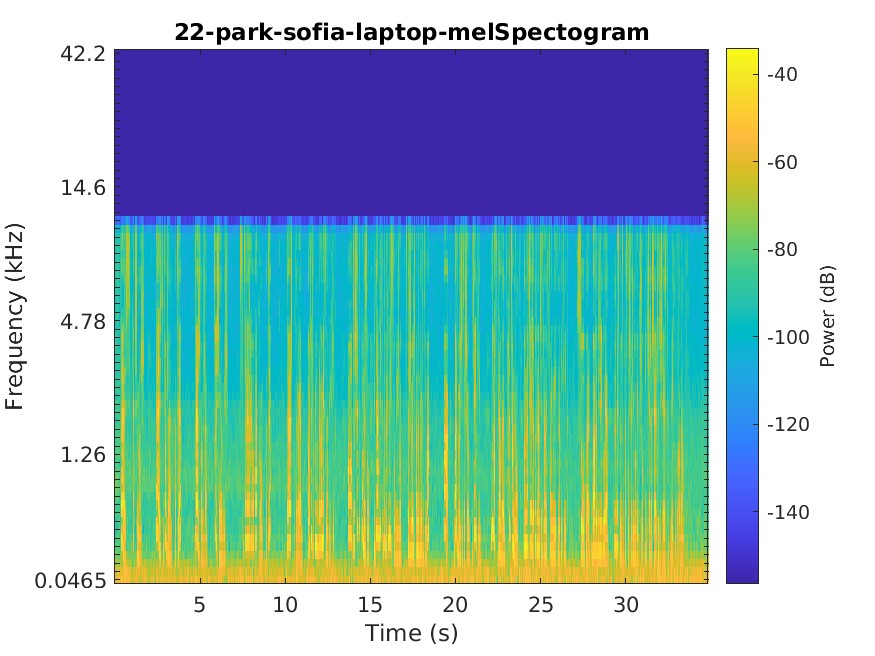 22-park-sofia-laptop-melSpectogram
42.2
14.6
4.78
1.26
0.0465
Frequency (kHz)
5 10 15 20 25 30
Time (s)
-40
-60
-80
-100
-120
-140
Power (dB)